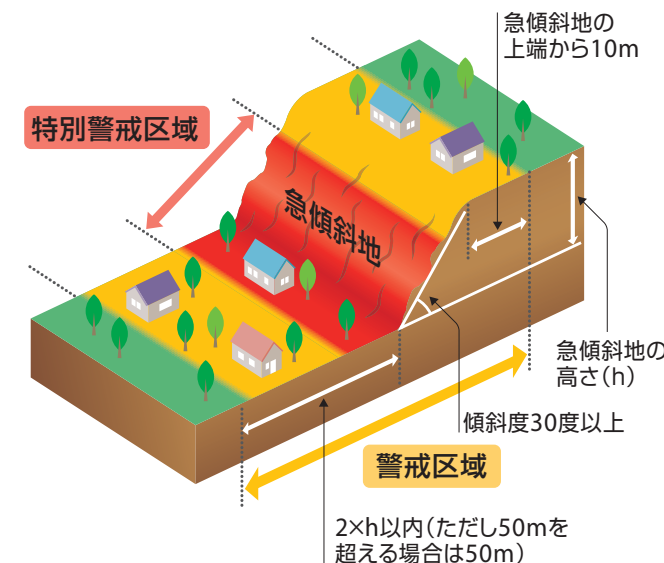 急傾斜地の
上端から10m
特別警戒区域
急傾斜地
急傾斜地の
高さ(h)
傾斜度30度以上
警戒区域
2×h以内(ただし50mを
超える場合は50m)